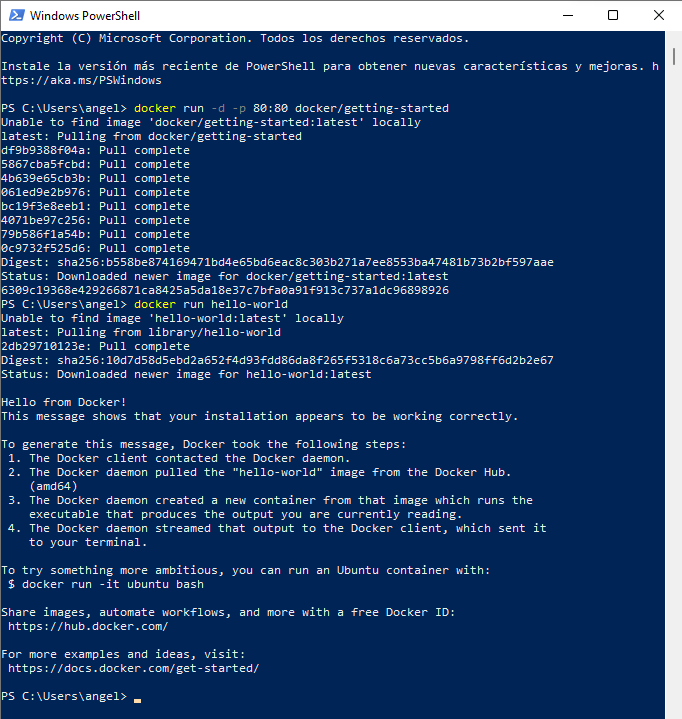 Windows PowerShell
Copyright (C) Microsoft Corporation. Todos los derechos reservados.
Instale la versión más reciente de PowerShell para obtener nuevas características y mejoras. h
ttps://aka.ms/PSWindows
PS C:\Users\angel> docker run -d -p 80:80 docker/getting-started
Unable to find image 'docker/getting-started:latest' locally
latest: Pulling from docker/getting-started
df9b9388f04a: Pull complete
5867cba5fcbd: Pull complete
4b639e65cb3b: Pull complete
061ed9e2b976: Pull complete
bc19f3e8eeb1: Pull complete
4071be97c256: Pull complete
79b586f1a54b: Pull complete
0c9732f525d6: Pull complete
Digest: sha256:b558be874169471bd4e65bd6eac8c303b271a7ee8553ba47481b73b2bf597aae
Status: Downloaded newer image for docker/getting-started:latest
6309c19368e429266871ca8425a5da18e37c7bfa0a91f913c737a1dc96898926
PS C:\Users\angel> docker run hello-world
Unable to find image 'hello-world:latest' locally
latest: Pulling from library/hello-world
2db29710123e: Pull complete
Digest: sha256:10d7d58d5ebd2a652f4d93fdd86da8f265f5318c6a73cc5b6a9798ff6d2b2e67
Status: Downloaded newer image for hello-world:latest
Hello from Docker!
This message shows that your installation appears to be working correctly.
To generate this message, Docker took the following steps:
1. The Docker client contacted the Docker daemon.
2. The Docker daemon pulled the "hello-world" image from the Docker Hub.
(amd64)
3. The Docker daemon created a new container from that image which runs the
executable that produces the output you are currently reading.
4. The Docker daemon streamed that output to the Docker client, which sent it
to your terminal.
To try something more ambitious, you can run an Ubuntu container with:
$ docker run -it ubuntu bash
Share images, automate workflows, and more with a free Docker ID:
https://hub.docker.com/
For more examples and ideas, visit:
https://docs.docker.com/get-started/
PS C:\Users\angel>